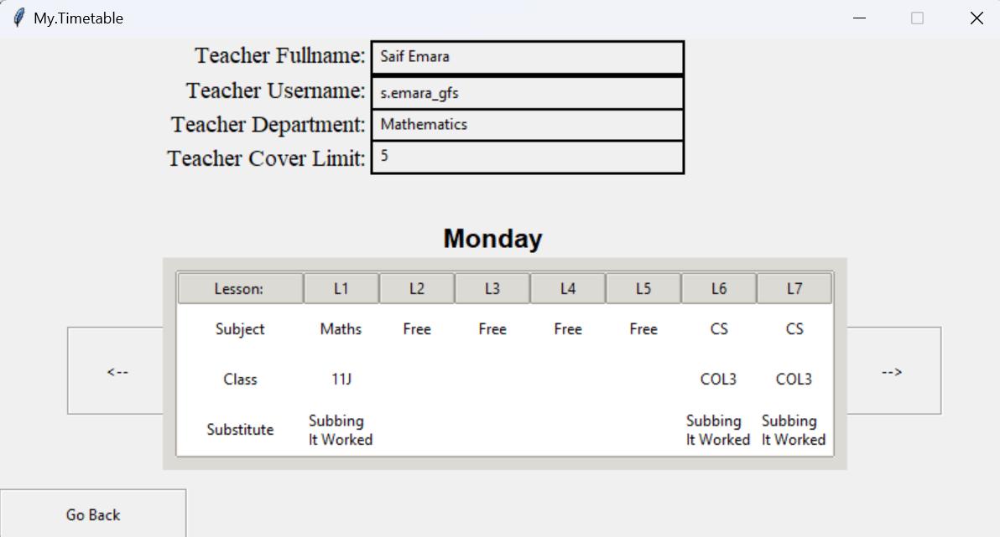 My.Timetable
Teacher Fullname: Saif Emara
Teacher Username: s.emara_gfs
Teacher Department: Mathematics
Teacher Cover Limit: 5
Monday
Lesson: L1 L2 L3 L4 L5 L6 L7
Subject Maths Free Free Free Free CS CS
<-- -->
Class 11J COL3 COL3
Substitute Subbing It Worked Subbing It Worked Subbing It Worked
Go Back